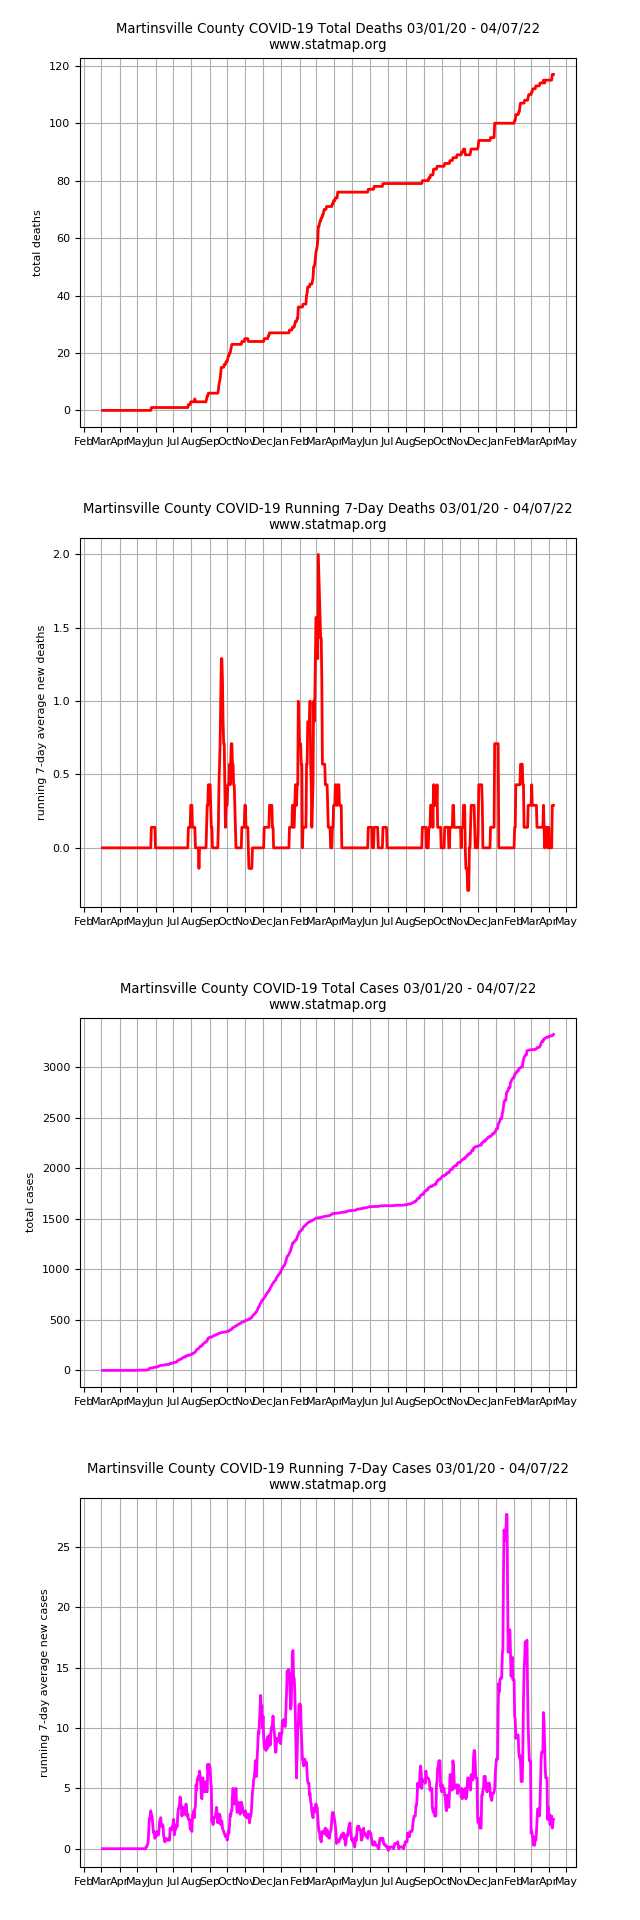 Martinsville County COVID-19 Total Deaths 03/01/20 - 04/07/22
www.statmap.org
total deaths
120
100
80
60
40
20
0
Feb Mar Apr May Jun Jul Aug Sep Oct Nov Dec Jan Feb Mar Apr May Jun Jul Aug Sep Oct Nov Dec Jan Feb Mar Apr May
Martinsville County COVID-19 Running 7-Day Deaths 03/01/20 - 04/07/22
www.statmap.org
running 7-day average new deaths
2.0
1.5
1.0
0.5
0.0
Feb Mar Apr May Jun Jul Aug Sep Oct Nov Dec Jan Feb Mar Apr May Jun Jul Aug Sep Oct Nov Dec Jan Feb Mar Apr May
Martinsville County COVID-19 Total Cases 03/01/20 - 04/07/22
www.statmap.org
total cases
3000
2500
2000
1500
1000
500
0
Feb Mar Apr May Jun Jul Aug Sep Oct Nov Dec Jan Feb Mar Apr May Jun Jul Aug Sep Oct Nov Dec Jan Feb Mar Apr May
Martinsville County COVID-19 Running 7-Day Cases 03/01/20 - 04/07/22
www.statmap.org
running 7-day average new cases
25
20
15
10
5
0
Feb Mar Apr May Jun Jul Aug Sep Oct Nov Dec Jan Feb Mar Apr May Jun Jul Aug Sep Oct Nov Dec Jan Feb Mar Apr May